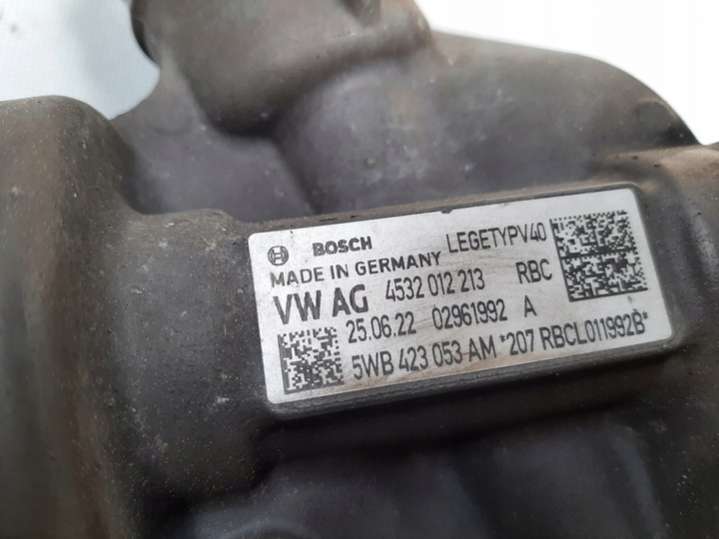 BOSCH LEGETYPV40
MADE IN GERMANY
VW AG 4532 012 213 RBC
25.06.22 02961992 A
5WB 423 053 AM *207 RBCL011992B*